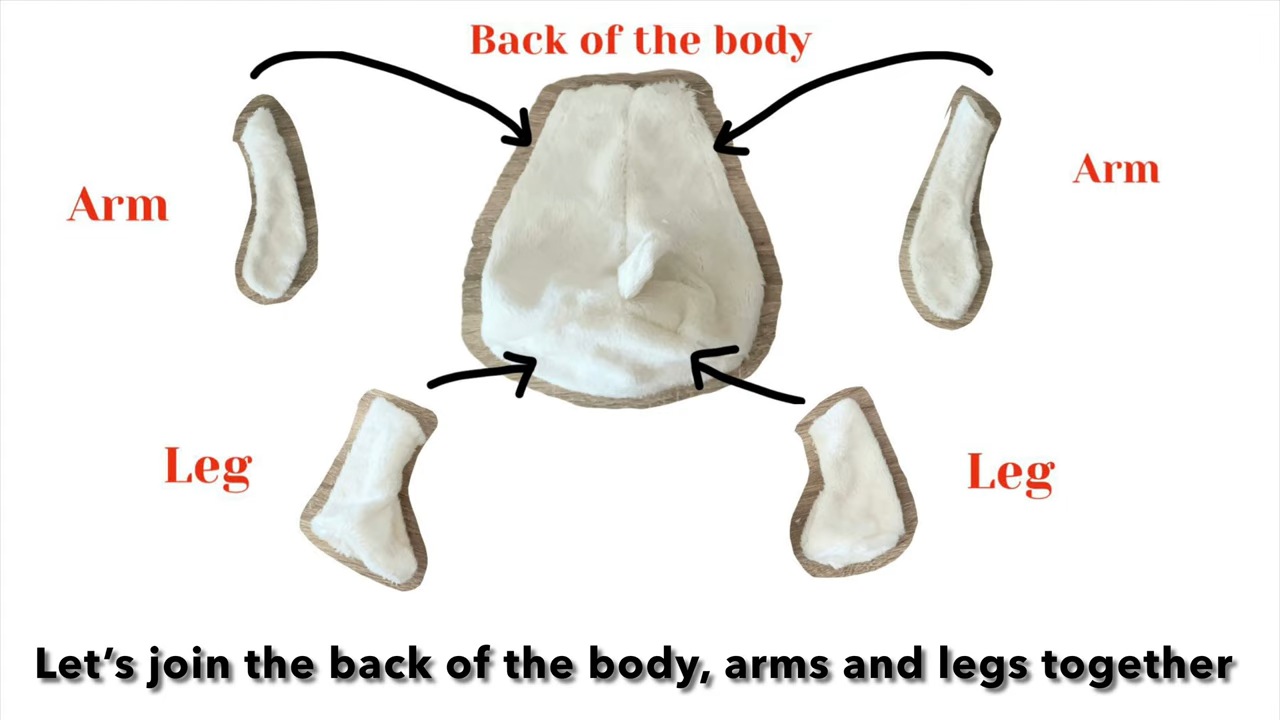 Back of the body
Arm
Arm
Leg
Leg
Let's join the back of the body, arms and legs together